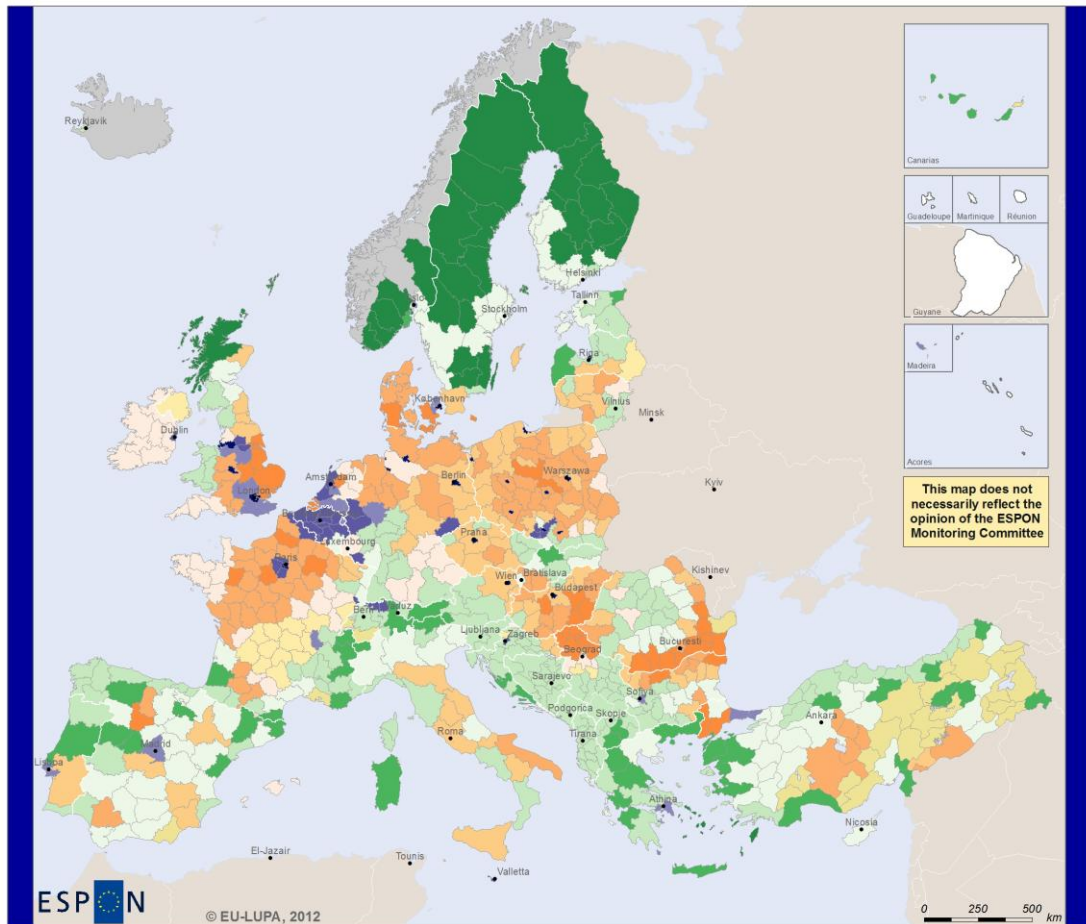 Reykjavik
Canarias
Guadeloupe
Martinique
Réunion
Helsinki
Tallinn
Stockholm
Guyane
Riga
Madeira
København
Vilnius
Minsk
Dublin
Acores
Amsterdam
Berlin
Warszawa
London
Kyiv
This map does not
necessarily reflect the
opinion of the ESPON
Monitoring Committee
Praha
Paris
Wien
Bratislava
Kishinev
Budapest
Bern
Ljubljana
Zagreb
Beograd
Bucuresti
Sarajevo
Sofiya
Podgorica
Skopje
Ankara
Roma
Tirana
Lisboa
Athina
Nicosia
El-Jazair
Tounis
Valletta
ESPON
© EU-LUPA, 2012
0 250 500
km